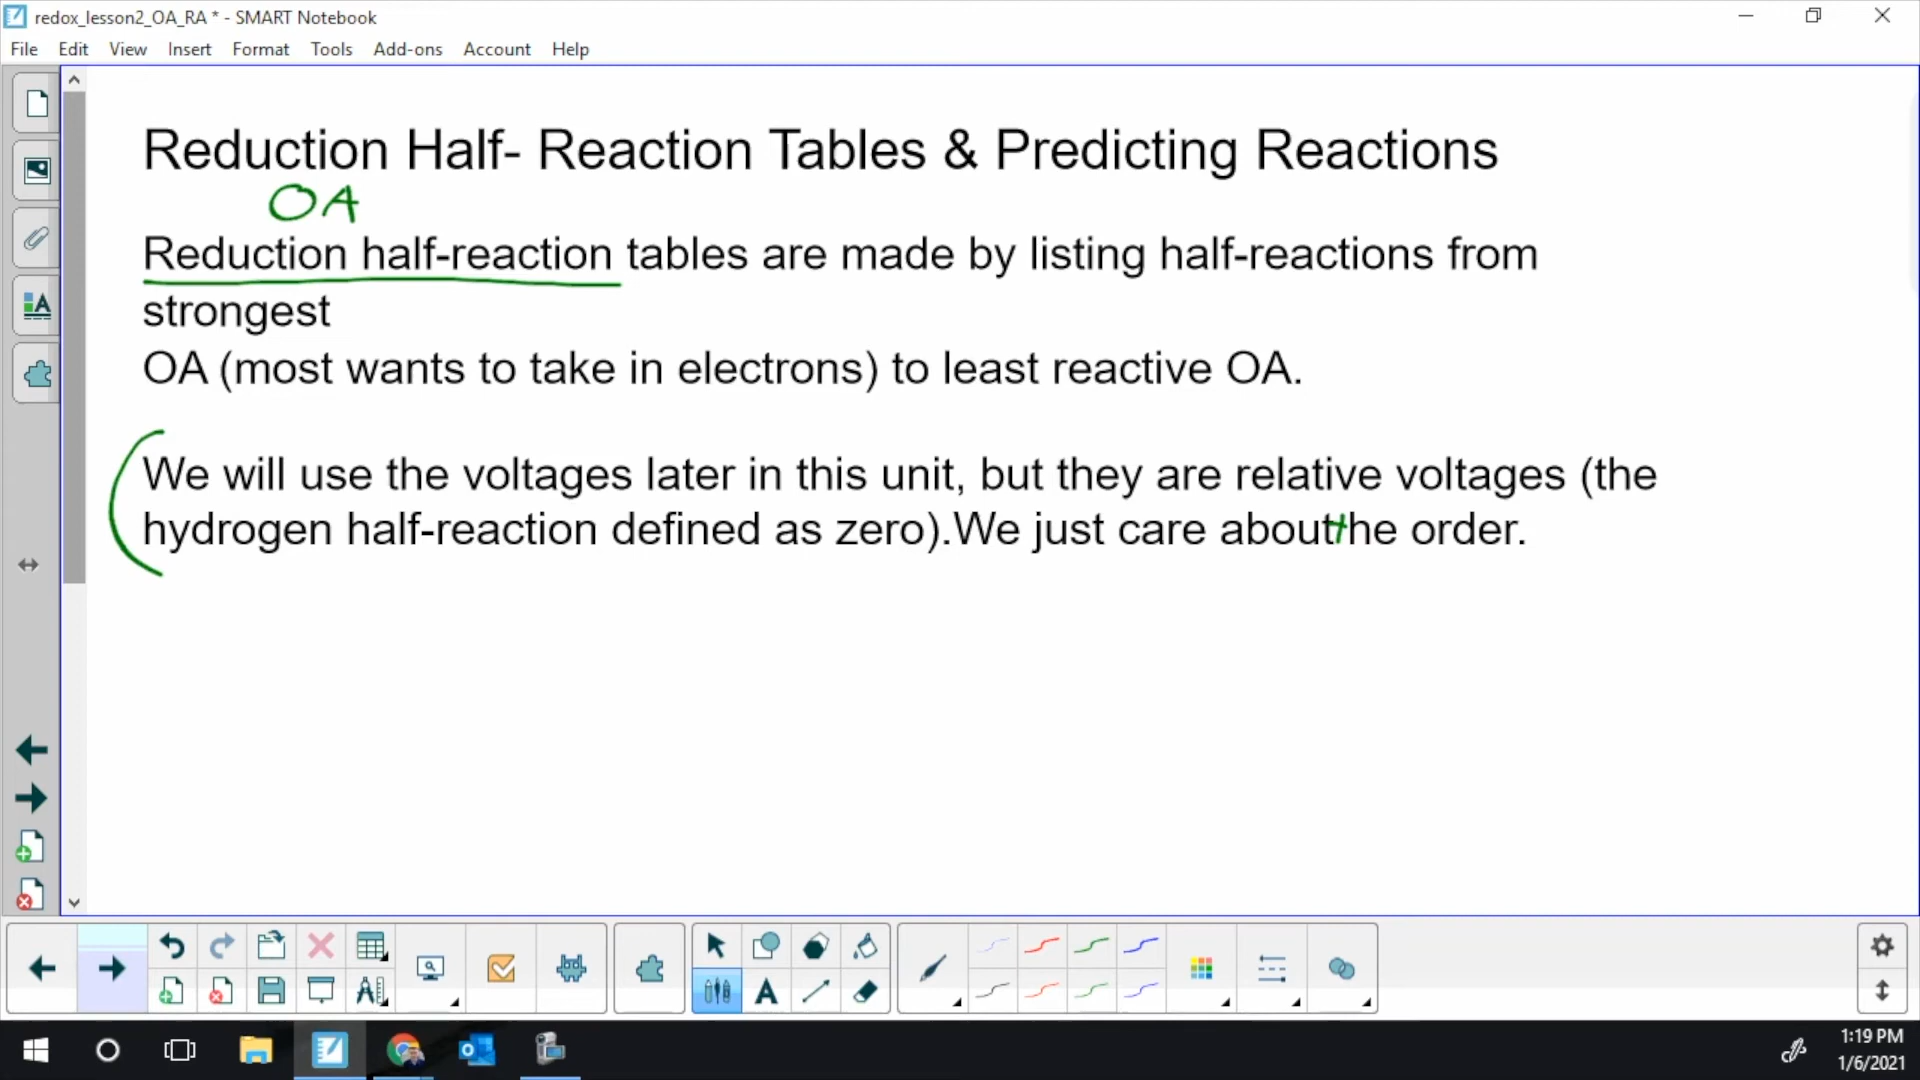 redox_lesson2_OA_RA * - SMART Notebook
File Edit View Insert Format Tools Add-ons Account Help
Reduction Half- Reaction Tables & Predicting Reactions
OA
Reduction half-reaction tables are made by listing half-reactions from
strongest
OA (most wants to take in electrons) to least reactive OA.
We will use the voltages later in this unit, but they are relative voltages (the
hydrogen half-reaction defined as zero).We just care about the order.
1:19 PM
1/6/2021